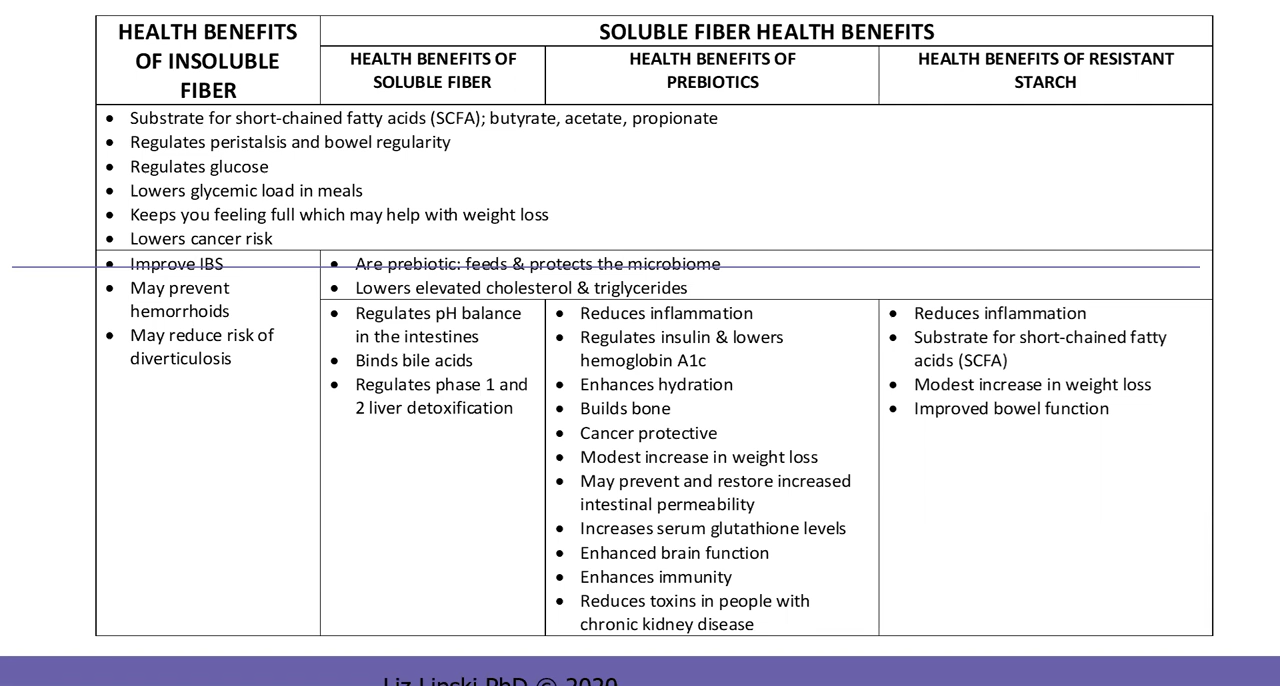 HEALTH BENEFITS
OF INSOLUBLE
FIBER
SOLUBLE FIBER HEALTH BENEFITS
HEALTH BENEFITS OF
SOLUBLE FIBER
HEALTH BENEFITS OF
PREBIOTICS
HEALTH BENEFITS OF RESISTANT
STARCH
• Substrate for short-chained fatty acids (SCFA); butyrate, acetate, propionate
• Regulates peristalsis and bowel regularity
• Regulates glucose
• Lowers glycemic load in meals
• Keeps you feeling full which may help with weight loss
• Lowers cancer risk
• Improve IBS
• May prevent
hemorrhoids
• May reduce risk of
diverticulosis
• Are prebiotic: feeds & protects the microbiome
• Lowers elevated cholesterol & triglycerides
• Regulates pH balance
in the intestines
• Binds bile acids
• Regulates phase 1 and
2 liver detoxification
• Reduces inflammation
• Regulates insulin & lowers
hemoglobin A1c
• Enhances hydration
• Builds bone
• Cancer protective
• Modest increase in weight loss
• May prevent and restore increased
intestinal permeability
• Increases serum glutathione levels
• Enhanced brain function
• Enhances immunity
• Reduces toxins in people with
chronic kidney disease
• Reduces inflammation
• Substrate for short-chained fatty
acids (SCFA)
• Modest increase in weight loss
• Improved bowel function
Liz Lipski PhD © 2020